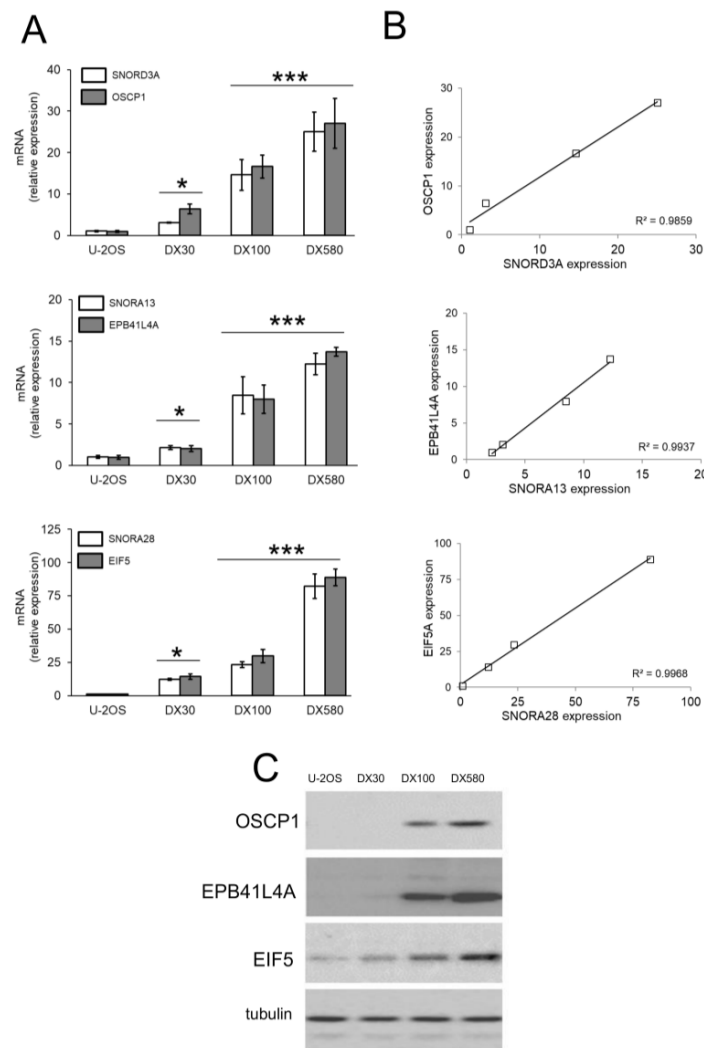 A
B
mRNA
(relative expression)
40
30
20
10
0
SNORD3A
OSCP1
*
***
U-2OS DX30 DX100 DX580
OSCP1 expression
30
20
10
0
0 10 20 30
R² = 0.9859
SNORD3A expression
mRNA
(relative expression)
20
15
10
5
0
SNORA13
EPB41L4A
*
***
U-2OS DX30 DX100 DX580
EPB41L4A expression
20
15
10
5
0
0 5 10 15 20
R² = 0.9937
SNORA13 expression
mRNA
(relative expression)
125
100
75
50
25
0
SNORA28
EIF5
*
***
U-2OS DX30 DX100 DX580
EIF5A expression
100
75
50
25
0
0 25 50 75 100
R² = 0.9968
SNORA28 expression
C
U-2OS DX30 DX100 DX580
OSCP1
EPB41L4A
EIF5
tubulin